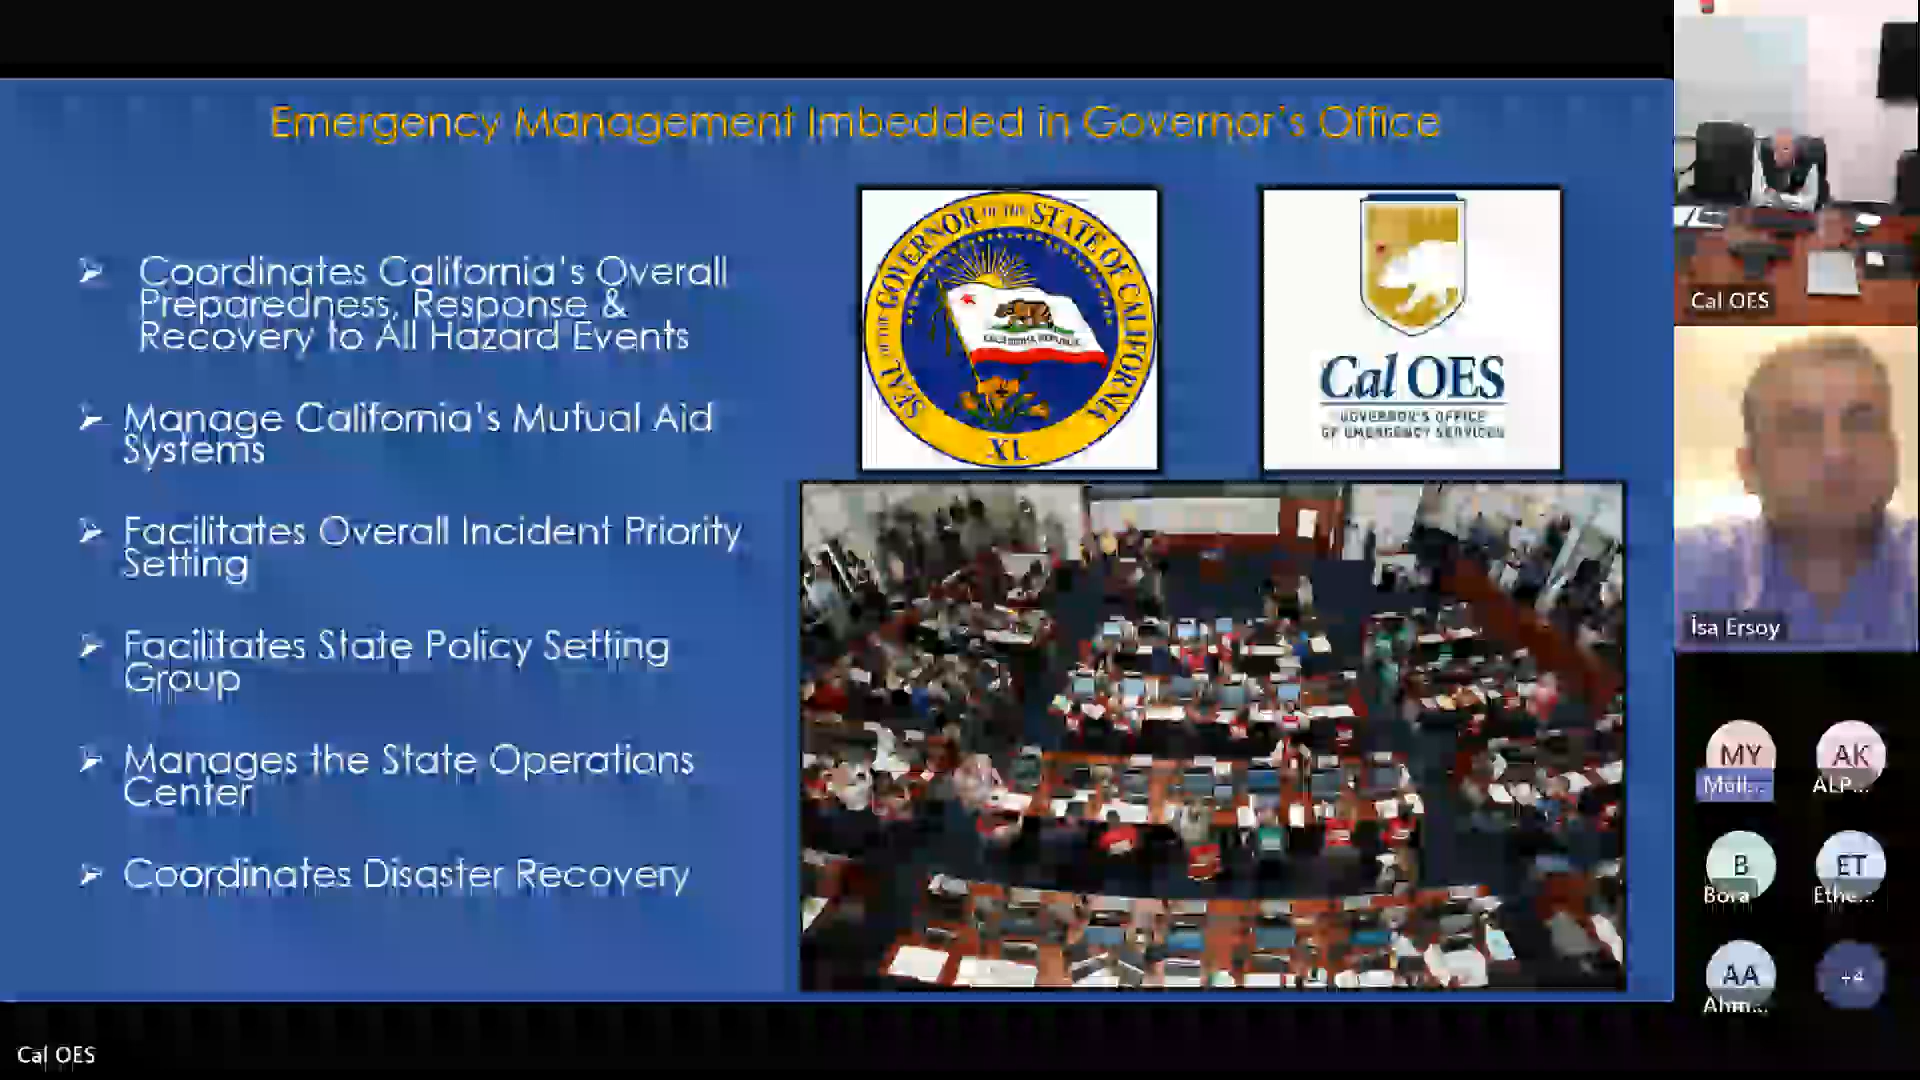 Emergency Management Imbedded in Governor's Office
➢ Coordinates California's Overall
Preparedness, Response &
Recovery to All Hazard Events
➢ Manage California's Mutual Aid
Systems
➢ Facilitates Overall Incident Priority
Setting
➢ Facilitates State Policy Setting
Group
➢ Manages the State Operations
Center
➢ Coordinates Disaster Recovery
SEAL OF THE GOVERNOR OF THE STATE OF CALIFORNIA
CALIFORNIA REPUBLIC
XL
Cal OES
GOVERNOR'S OFFICE
OF EMERGENCY SERVICES
Cal OES
İsa Ersoy
MY
AK
ALP...
B
ET
Bora
Ethe...
AA
+4
Ahm...
Cal OES